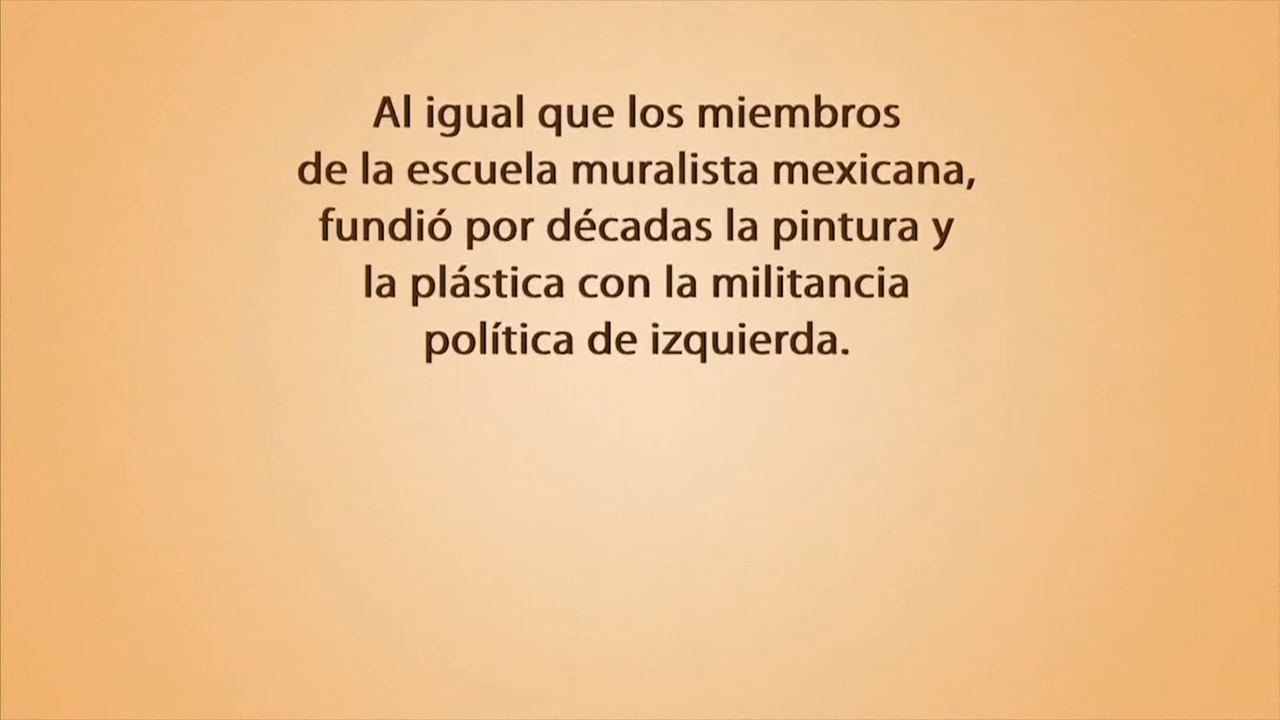 Al igual que los miembros
de la escuela muralista mexicana,
fundió por décadas la pintura y
la plástica con la militancia
política de izquierda.